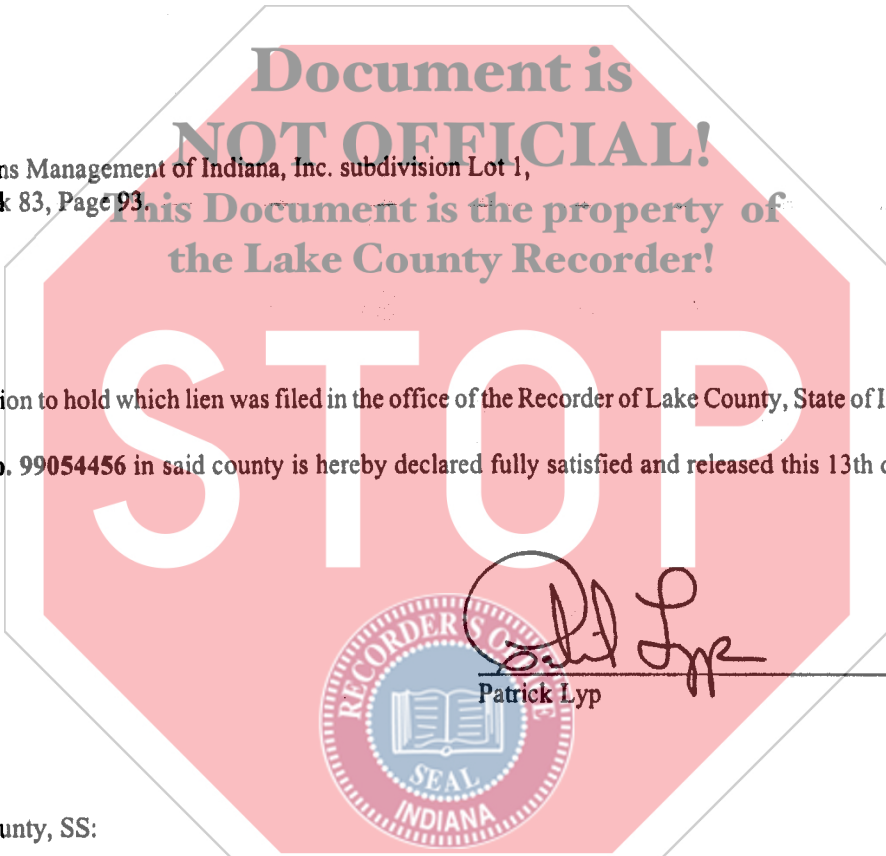 Document is
NOT OFFICIAL!
ns Management of Indiana, Inc. subdivision Lot 1,
k 83, Page 93.
This Document is the property of
the Lake County Recorder!
STOP
ion to hold which lien was filed in the office of the Recorder of Lake County, State of I
o. 99054456 in said county is hereby declared fully satisfied and released this 13th d
Patrick Lyp
Patrick Lyp
RECORDER'S OFFICE
SEAL
INDIANA
unty, SS: